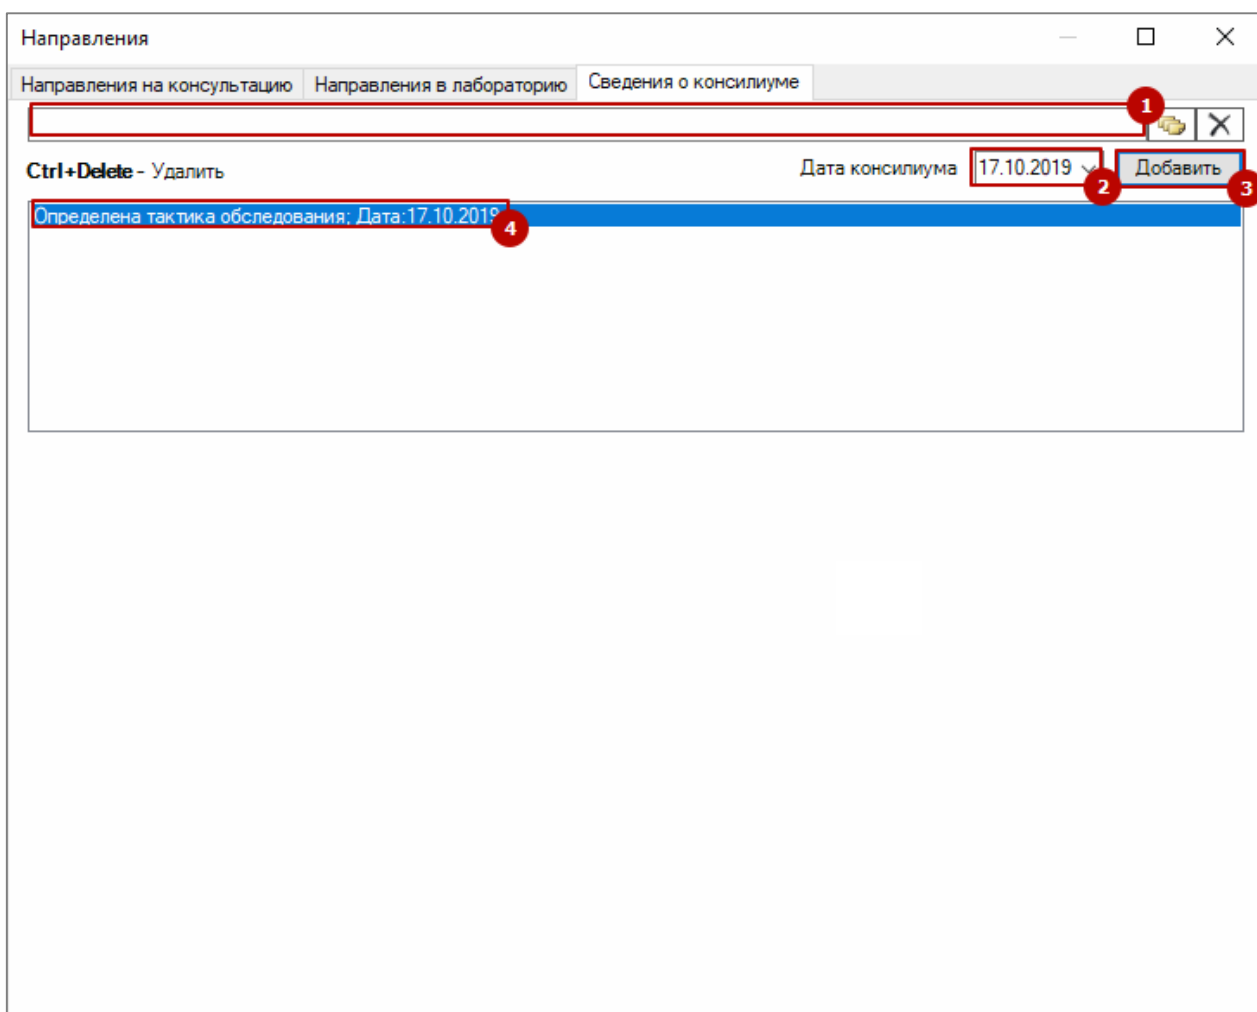 Направления
Направления на консультацию Направления в лабораторию Сведения о консилиуме
1
Ctrl+Delete - Удалить Дата консилиума 17.10.2019 Добавить
2 3
Определена тактика обследования; Дата:17.10.2019
4